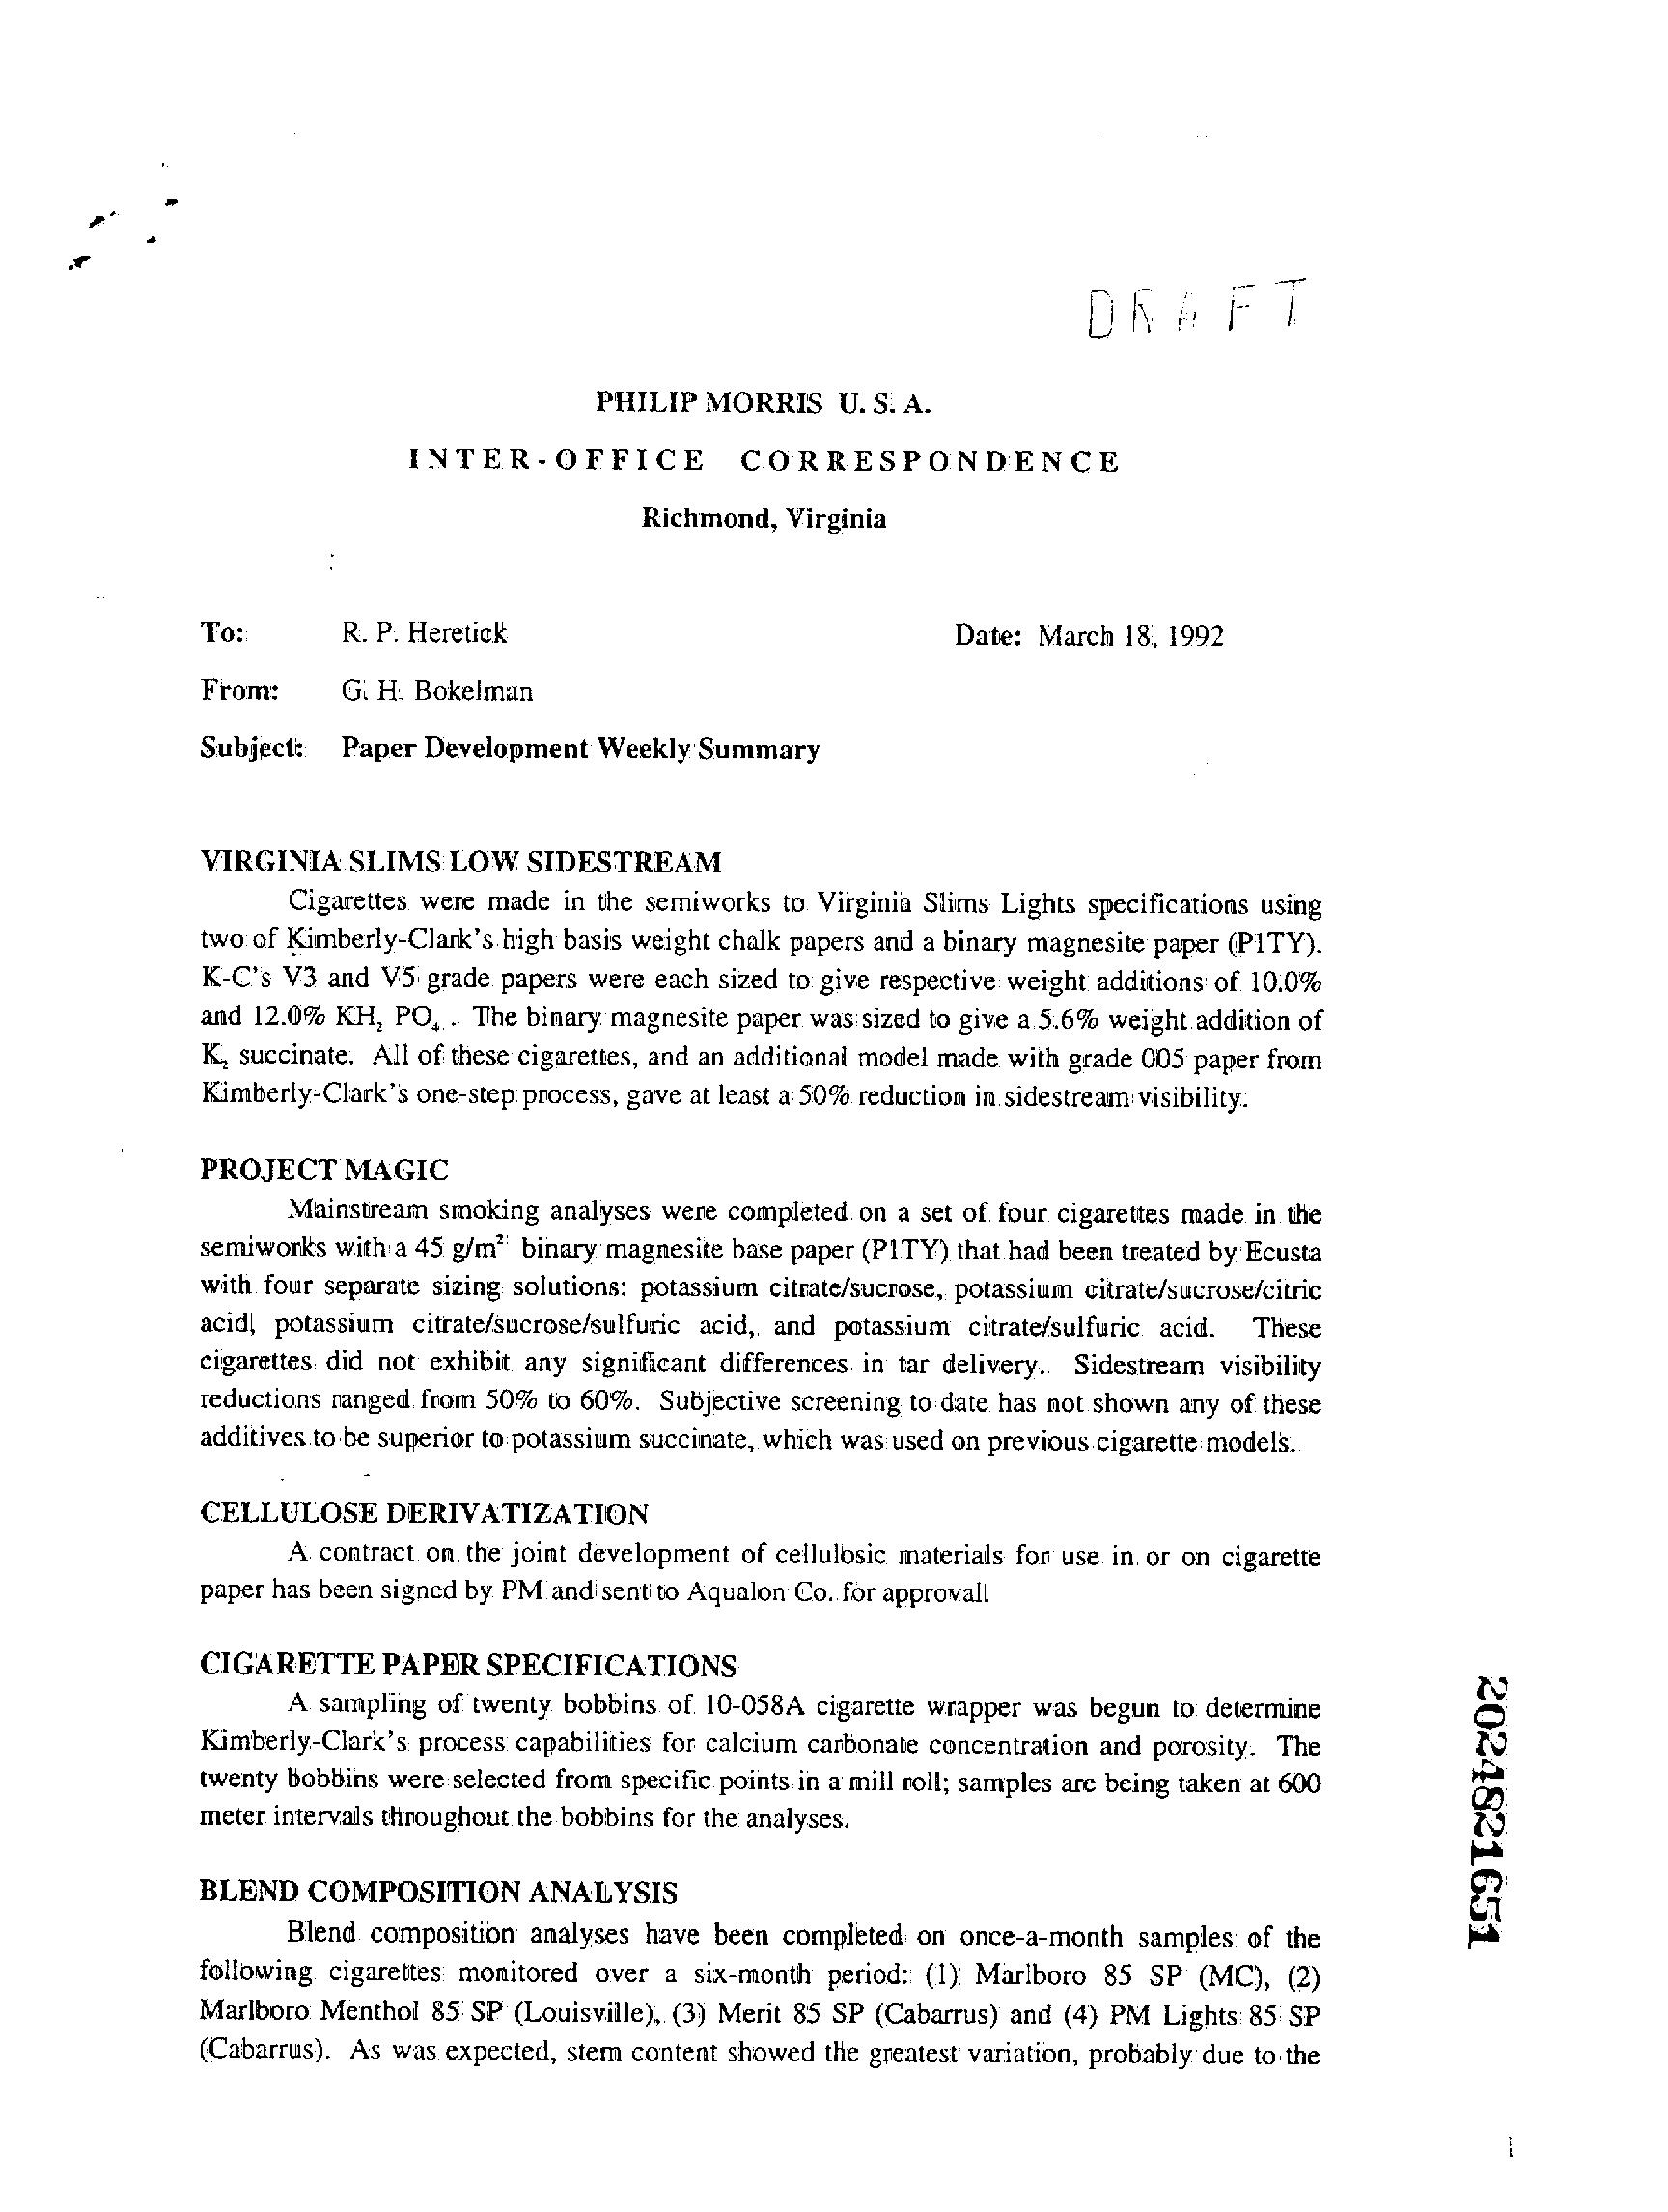 DRAFT
PHILIP MORRIS U. S. A.
INTER-OFFICE CORRESPONDENCE
Richmond, Virginia
To: R. P. Heretick Date: March 18, 1992
From: G. H. Bokelman
Subject: Paper Development Weekly Summary
VIRGINIA SLIMS LOW SIDESTREAM
Cigarettes were made in the semiworks to Virginia Slims Lights specifications using
two of Kimberly-Clark's high basis weight chalk papers and a binary magnesite paper (P1TY).
K-C's V3 and V5 grade papers were each sized to give respective weight additions of 10.0%
and 12.0% KH₂ PO₄ . The binary magnesite paper was sized to give a 5.6% weight addition of
K₂ succinate. All of these cigarettes, and an additional model made with grade 005 paper from
Kimberly-Clark's one-step process, gave at least a 50% reduction in sidestream visibility.
PROJECT MAGIC
Mainstream smoking analyses were completed on a set of four cigarettes made in the
semiworks with a 45 g/m² binary magnesite base paper (P1TY) that had been treated by Ecusta
with four separate sizing solutions: potassium citrate/sucrose, potassium citrate/sucrose/citric
acid, potassium citrate/sucrose/sulfuric acid, and potassium citrate/sulfuric acid. These
cigarettes did not exhibit any significant differences in tar delivery. Sidestream visibility
reductions ranged from 50% to 60%. Subjective screening to date has not shown any of these
additives to be superior to potassium succinate, which was used on previous cigarette models.
CELLULOSE DERIVATIZATION
A contract on the joint development of cellulosic materials for use in or on cigarette
paper has been signed by PM and sent to Aqualon Co. for approval.
CIGARETTE PAPER SPECIFICATIONS
A sampling of twenty bobbins of 10-058A cigarette wrapper was begun to determine
Kimberly-Clark's process capabilities for calcium carbonate concentration and porosity. The
twenty bobbins were selected from specific points in a mill roll; samples are being taken at 600
meter intervals throughout the bobbins for the analyses.
BLEND COMPOSITION ANALYSIS
Blend composition analyses have been completed on once-a-month samples of the
following cigarettes monitored over a six-month period: (1) Marlboro 85 SP (MC), (2)
Marlboro Menthol 85 SP (Louisville), (3) Merit 85 SP (Cabarrus) and (4) PM Lights 85 SP
(Cabarrus). As was expected, stem content showed the greatest variation, probably due to the
2024821651